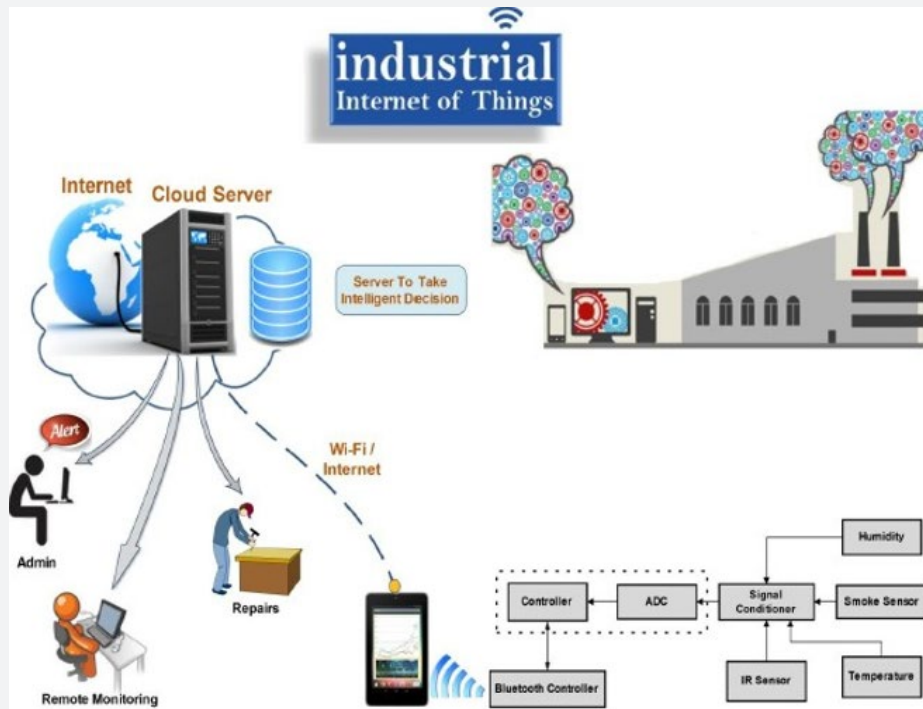 industrial
Internet of Things
Internet
Cloud Server
Server To Take
Intelligent Decision
Alert
Wi-Fi /
Internet
Admin
Repairs
Remote Monitoring
Humidity
Controller
ADC
Signal
Conditioner
Smoke Sensor
Bluetooth Controller
IR Sensor
Temperature